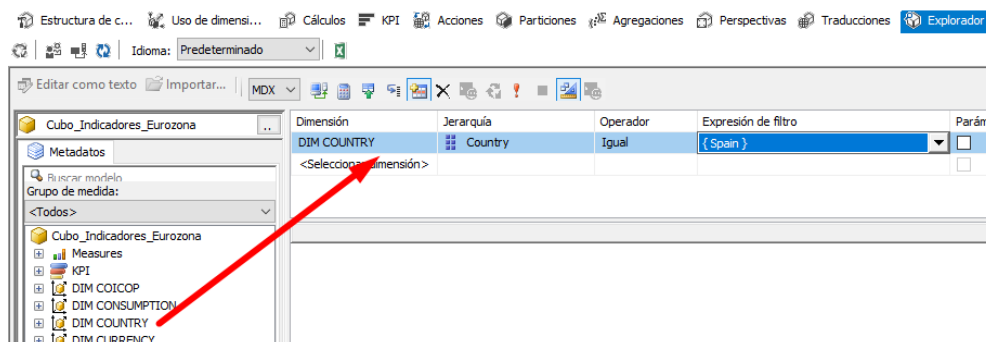 Estructura de c... Uso de dimensi... Cálculos KPI Acciones Particiones Agregaciones Perspectivas Traducciones Explorador
Idioma: Predeterminado
Editar como texto Importar... MDX
Cubo_Indicadores_Eurozona ..
Metadatos
Buscar modelo
Grupo de medida:
<Todos>
Cubo_Indicadores_Eurozona
Measures
KPI
DIM COICOP
DIM CONSUMPTION
DIM COUNTRY
DIM CURRENCY
Dimensión Jerarquía Operador Expresión de filtro Parám
DIM COUNTRY Country Igual { Spain }
<Seleccionar dimensión>